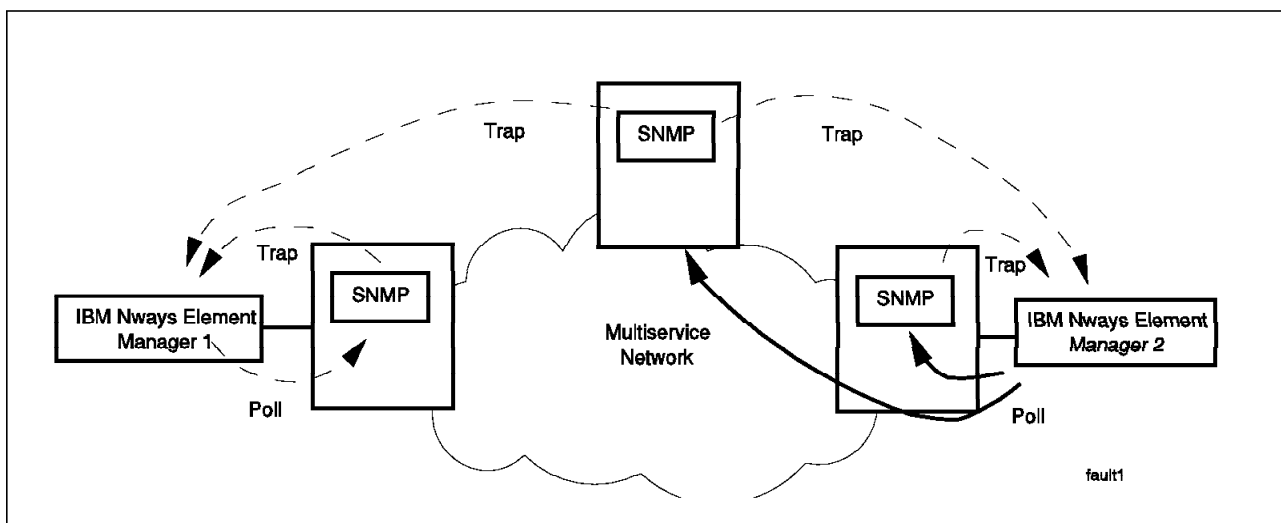 SNMP
Trap
Trap
Trap
SNMP
IBM Nways Element
Manager 1
Poll
Multiservice
Network
SNMP
Trap
IBM Nways Element
Manager 2
Poll
fault1